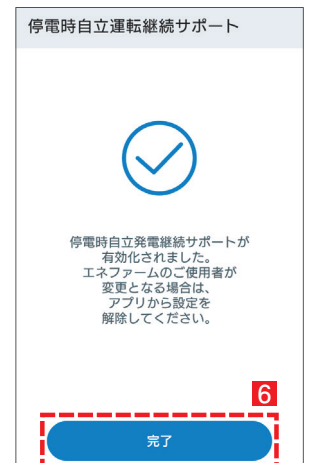 停電時自立運転継続サポート
停電時自立発電継続サポートが
有効化されました。
エネファームのご使用者が
変更となる場合は、
アプリから設定を
解除してください。
6
完了